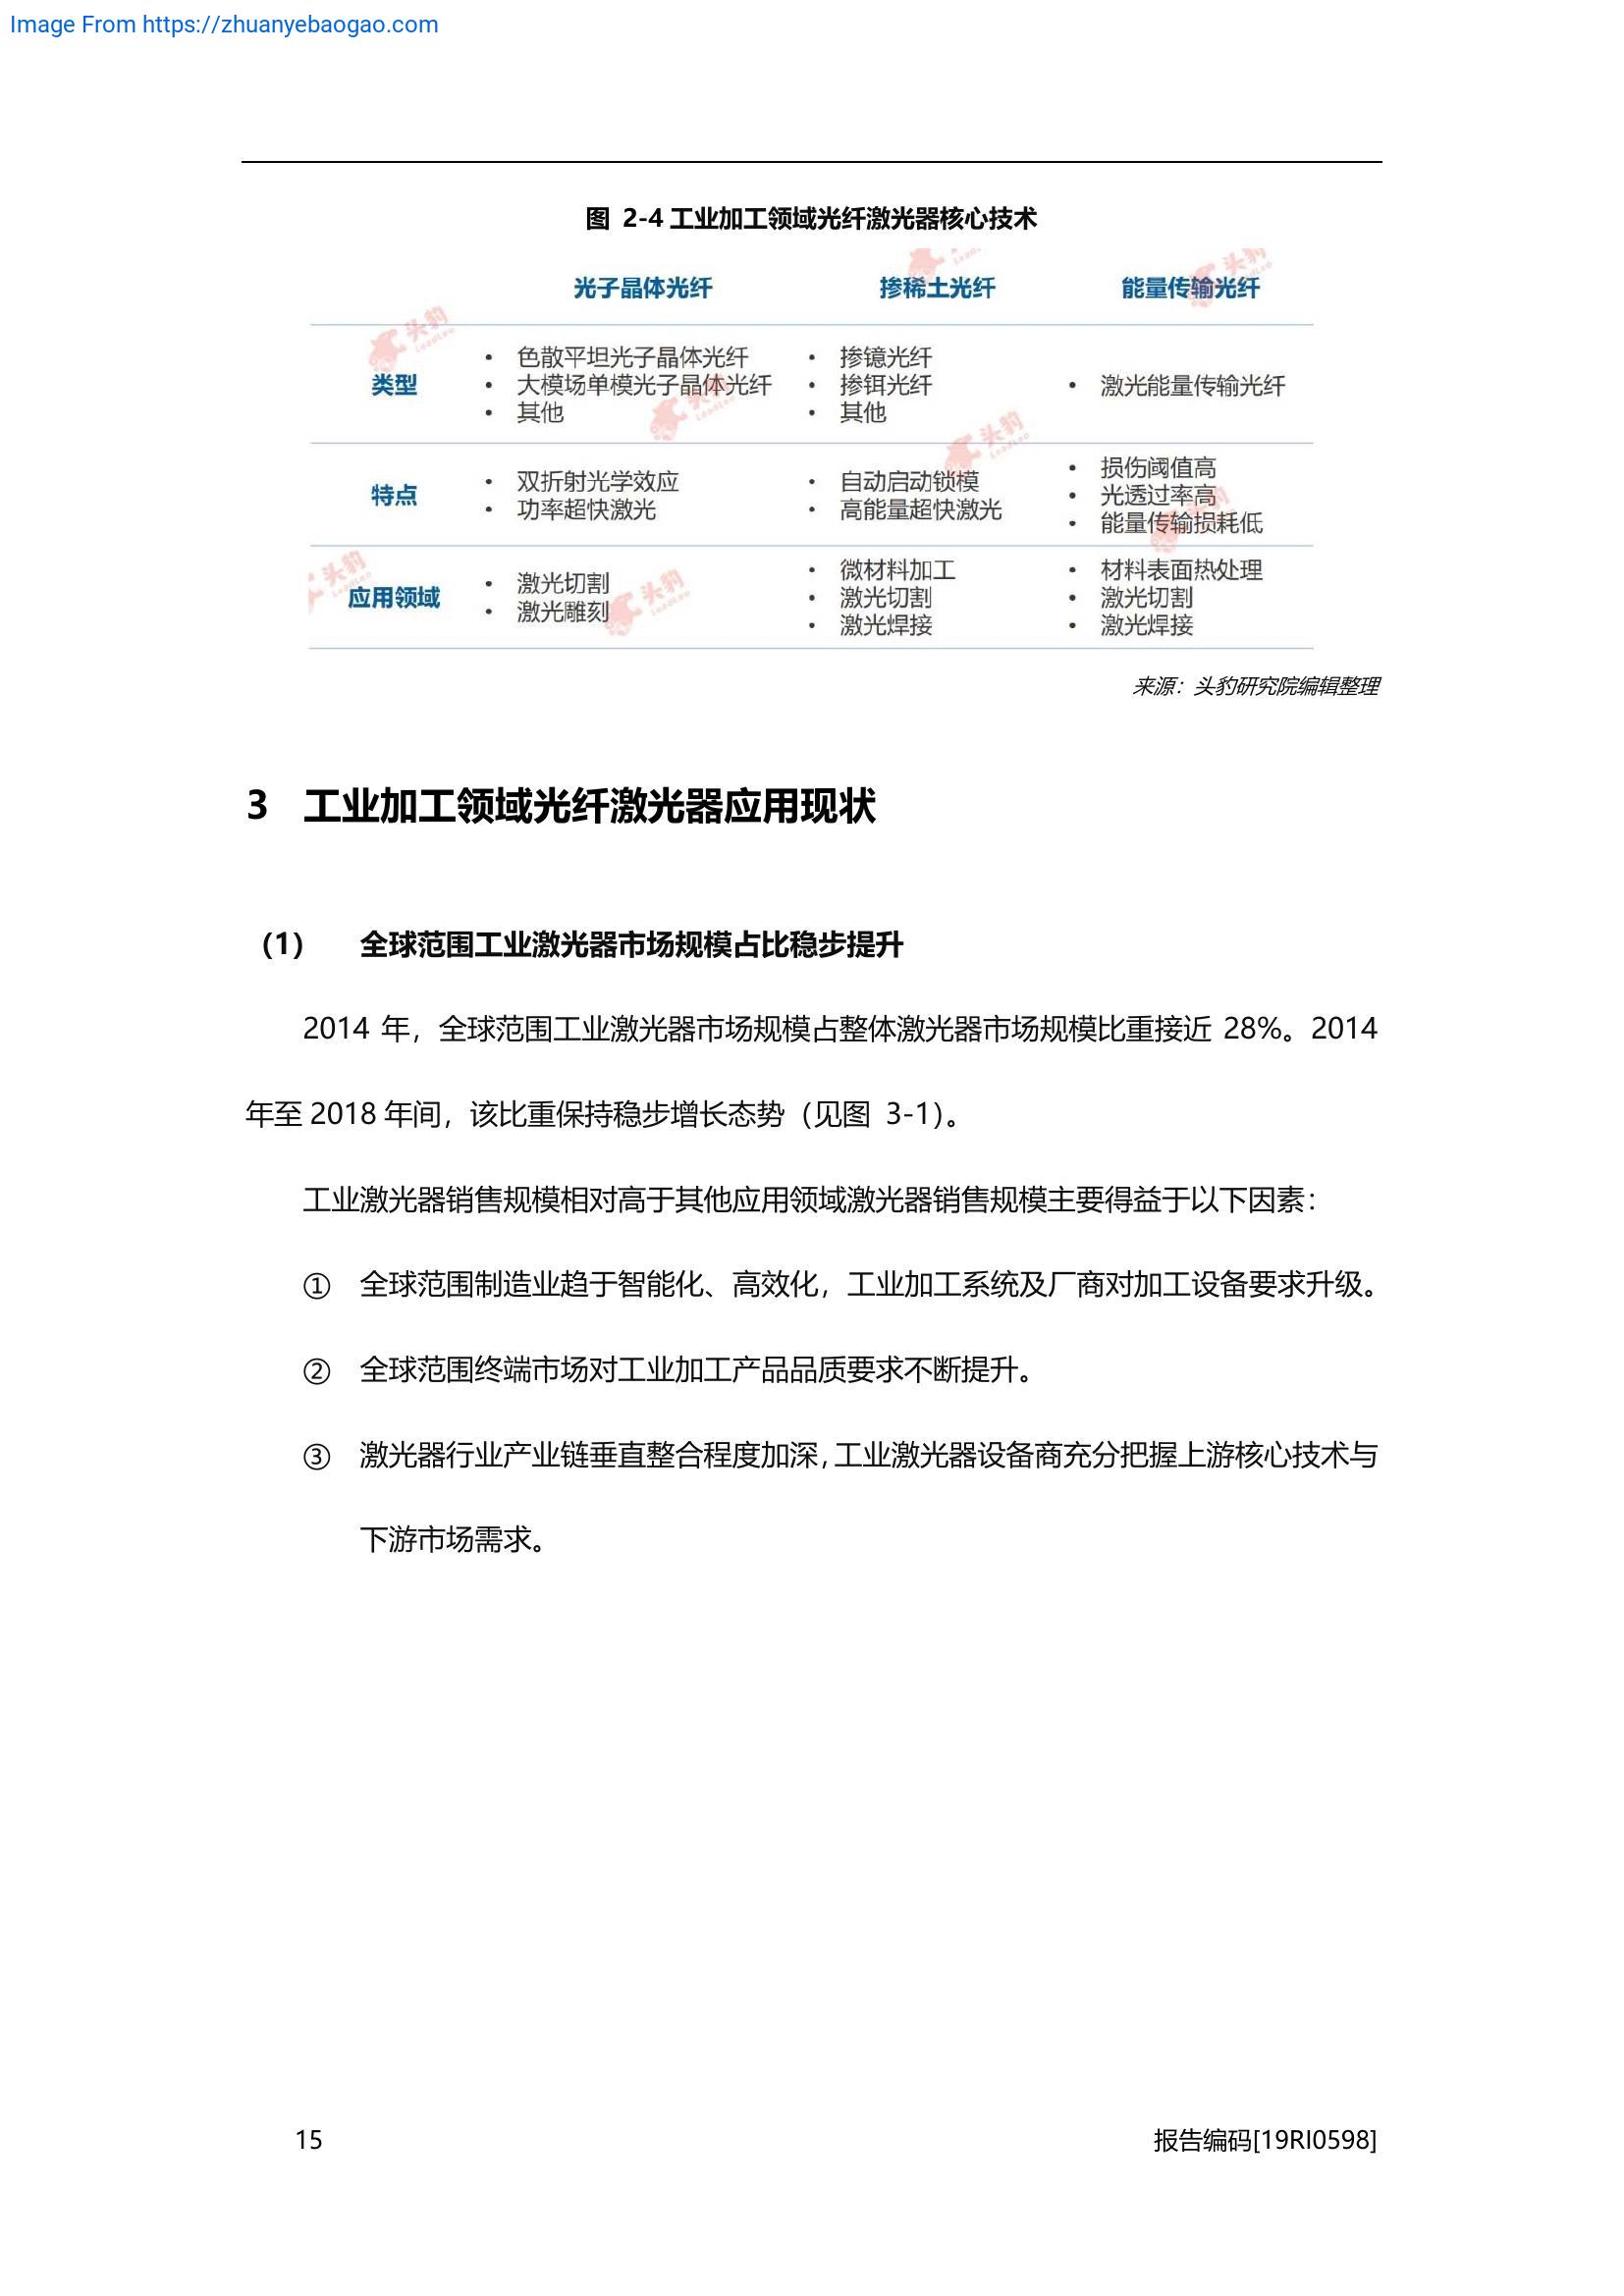 Image From https://zhuanyebaogao.com
图 2-4 工业加工领域光纤激光器核心技术
光子晶体光纤 掺稀土光纤 能量传输光纤
类型
• 色散平坦光子晶体光纤
• 大模场单模光子晶体光纤
• 其他
• 掺镱光纤
• 掺铒光纤
• 其他
• 激光能量传输光纤
特点
• 双折射光学效应
• 功率超快激光
• 自动启动锁模
• 高能量超快激光
• 损伤阈值高
• 光透过率高
• 能量传输损耗低
应用领域
• 激光切割
• 激光雕刻
• 微材料加工
• 激光切割
• 激光焊接
• 材料表面热处理
• 激光切割
• 激光焊接
来源：头豹研究院编辑整理
3 工业加工领域光纤激光器应用现状
（1） 全球范围工业激光器市场规模占比稳步提升
2014 年，全球范围工业激光器市场规模占整体激光器市场规模比重接近 28%。2014
年至 2018 年间，该比重保持稳步增长态势（见图 3-1）。
工业激光器销售规模相对高于其他应用领域激光器销售规模主要得益于以下因素：
① 全球范围制造业趋于智能化、高效化，工业加工系统及厂商对加工设备要求升级。
② 全球范围终端市场对工业加工产品品质要求不断提升。
③ 激光器行业产业链垂直整合程度加深，工业激光器设备商充分把握上游核心技术与
下游市场需求。
15 报告编码[19RI0598]